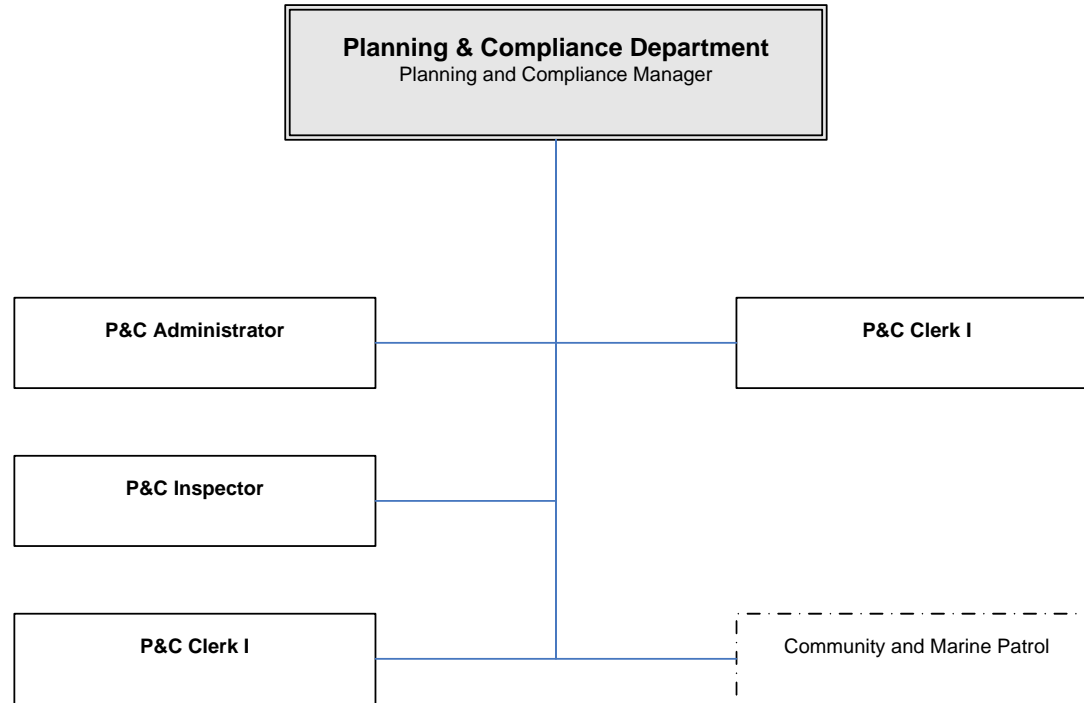 Planning & Compliance Department
Planning and Compliance Manager
P&C Administrator
P&C Clerk I
P&C Inspector
P&C Clerk I
Community and Marine Patrol